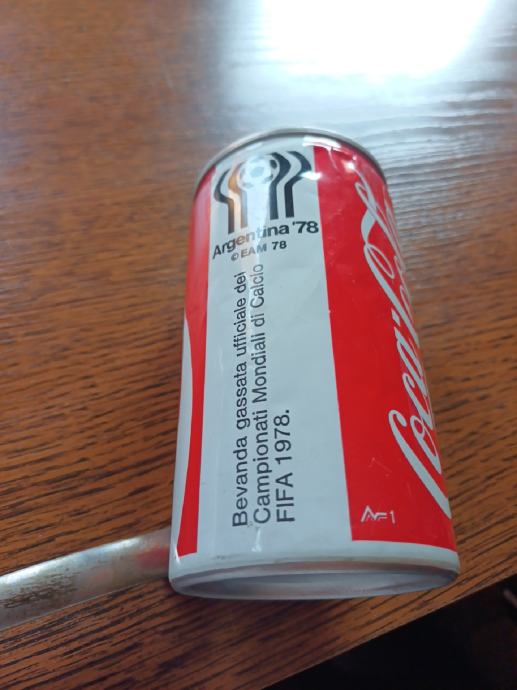 Argentina '78
© EAM 78
Bevanda gassata ufficiale dei
Campionati Mondiali di Calcio
FIFA 1978.
Coca-Cola